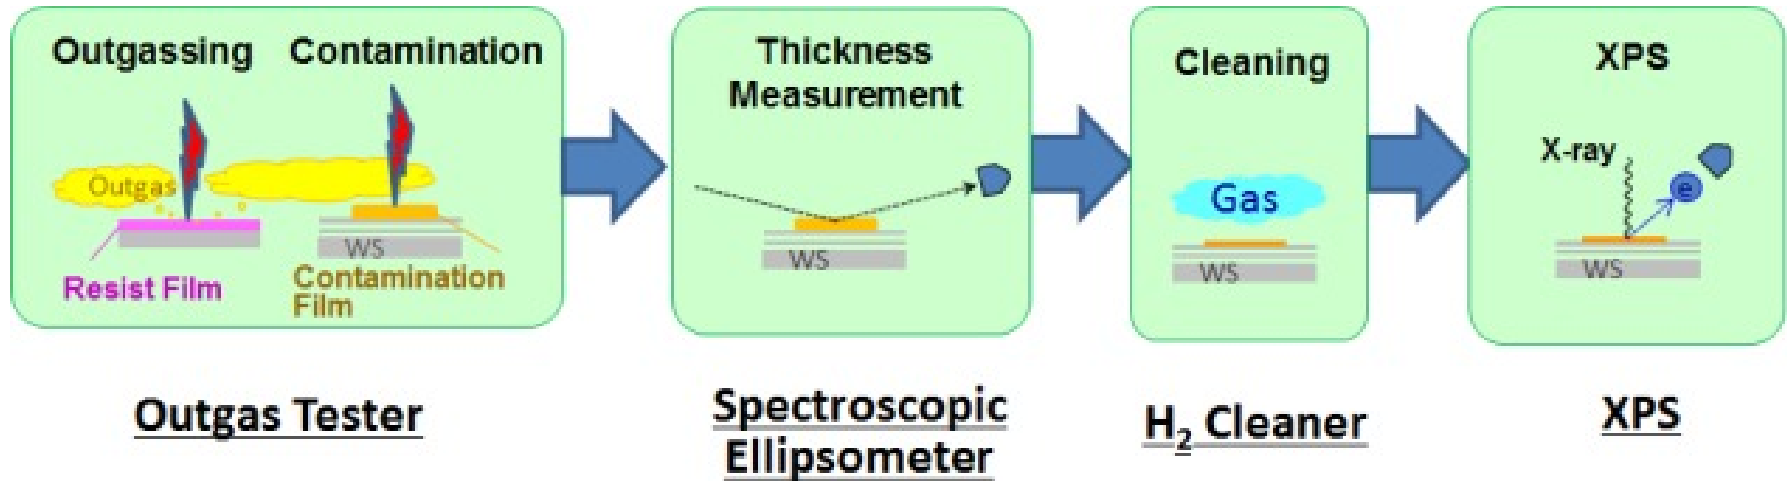 Outgassing Contamination
Outgas
WS
Resist Film
Contamination
Film
Outgas Tester
Thickness
Measurement
WS
Spectroscopic
Ellipsometer
Cleaning
Gas
WS
H₂ Cleaner
XPS
X-ray
e
WS
XPS